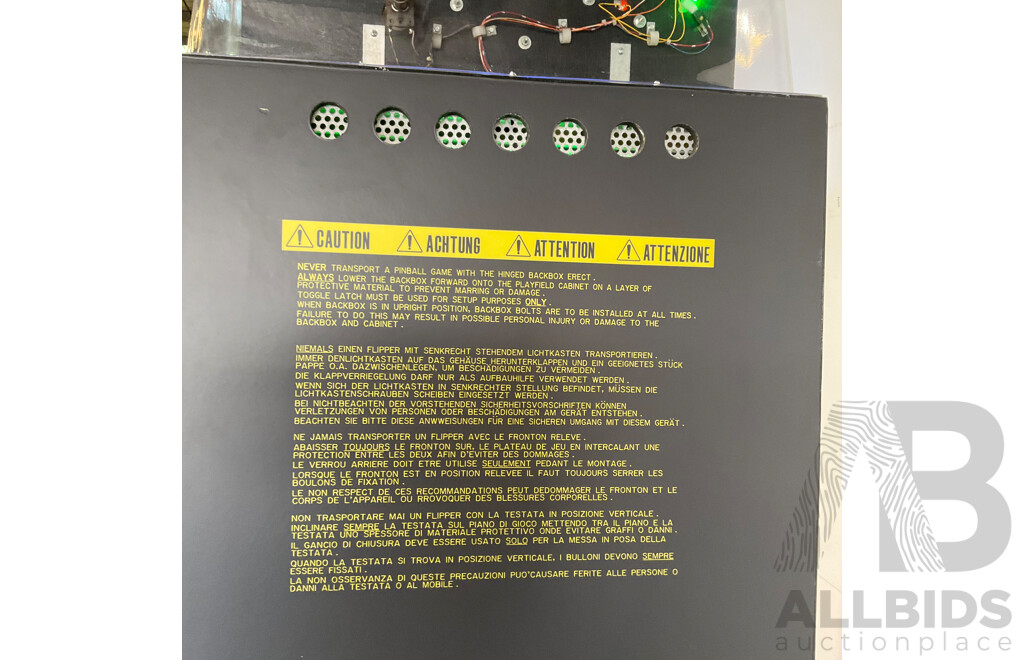 CAUTION ACHTUNG ATTENTION ATTENZIONE
NEVER TRANSPORT A PINBALL GAME WITH THE HINGED BACKBOX ERECT.
ALWAYS LOWER THE BACKBOX FORWARD ONTO THE PLAYFIELD CABINET ON A LAYER OF
PROTECTIVE MATERIAL TO PREVENT MARRING OR DAMAGE.
TOGGLE LATCH MUST BE USED FOR SETUP PURPOSES ONLY.
WHEN BACKBOX IS IN UPRIGHT POSITION, BACKBOX BOLTS ARE TO BE INSTALLED AT ALL TIMES.
FAILURE TO DO THIS MAY RESULT IN POSSIBLE PERSONAL INJURY OR DAMAGE TO THE
BACKBOX AND CABINET.
NIEMALS EINEN FLIPPER MIT SENKRECHT STEHENDEM LICHTKASTEN TRANSPORTIEREN.
IMMER DENLICHTKASTEN AUF DAS GEHÄUSE HERUNTERKLAPPEN UND EIN GEEIGNETES STÜCK
PAPPE O.A. DAZWISCHENLEGEN, UM BESCHÄDIGUNGEN ZU VERMEIDEN.
DIE KLAPPVERRIEGELUNG DARF NUR ALS AUFBAUHILFE VERWENDET WERDEN.
WENN SICH DER LICHTKASTEN IN SENKRECHTER STELLUNG BEFINDET, MÜSSEN DIE
LICHTKASTENSCHRAUBEN SCHEIBEN EINGESETZT WERDEN.
BEI NICHTBEACHTEN DER VORSTEHENDEN SICHERHEITSVORSCHRIFTEN KÖNNEN
VERLETZUNGEN VON PERSONEN ODER BESCHÄDIGUNGEN AM GERÄT ENTSTEHEN.
BEACHTEN SIE BITTE DIESE ANWWEISUNGEN FÜR EINE SICHEREN UMGANG MIT DIESEM GERÄT.
NE JAMAIS TRANSPORTER UN FLIPPER AVEC LE FRONTON RELEVE.
ABAISSER TOUJOURS LE FRONTON SUR, LE PLATEAU DE JEU EN INTERCALANT UNE
PROTECTION ENTRE LES DEUX AFIN D'EVITER DES DOMMAGES.
LE VERROU ARRIERE DOIT ETRE UTILISE SEULEMENT PEDANT LE MONTAGE.
LORSQUE LE FRONTON EST EN POSITION RELEVEE IL FAUT TOUJOURS SERRER LES
BOULONS DE FIXATION.
LE NON RESPECT DE CES RECOMMANDATIONS PEUT DEDOMMAGER LE FRONTON ET LE
CORPS DE L'APPAREIL OU RROVOQUER DES BLESSURES CORPORELLES.
NON TRASPORTARE MAI UN FLIPPER CON LA TESTATA IN POSIZIONE VERTICALE.
INCLINARE SEMPRE LA TESTATA SUL PIANO DI GIOCO METTENDO TRA IL PIANO E LA
TESTATA UNO SPESSORE DI MATERIALE PROTETTIVO ONDE EVITARE GRAFFI O DANNI.
IL GANCIO DI CHIUSURA DEVE ESSERE USATO SOLO PER LA MESSA IN POSA DELLA
TESTATA.
QUANDO LA TESTATA SI TROVA IN POSIZIONE VERTICALE, I BULLONI DEVONO SEMPRE
ESSERE FISSATI.
LA NON OSSERVANZA DI QUESTE PRECAUZIONI PUO'CAUSARE FERITE ALLE PERSONE O
DANNI ALLA TESTATA O AL MOBILE.
AB
ALLBIDS
auctionplace